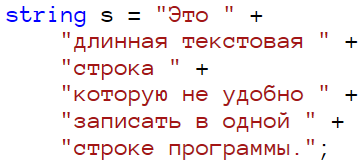 string s = "Это " +
"длинная текстовая " +
"строка " +
"которую не удобно " +
"записать в одной " +
"строке программы.";